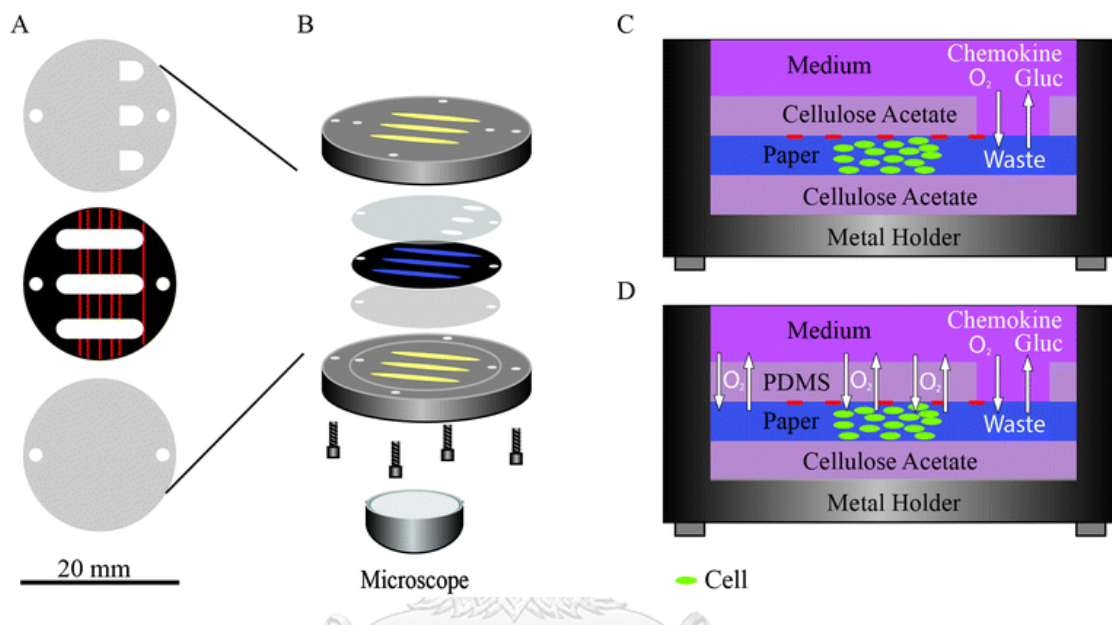 A
B
20 mm
Microscope
C
Medium
Chemokine
O₂
Gluc
Cellulose Acetate
Paper
Waste
Cellulose Acetate
Metal Holder
D
Medium
Chemokine
O₂
Gluc
O₂
PDMS
O₂
O₂
Paper
Waste
Cellulose Acetate
Metal Holder
Cell